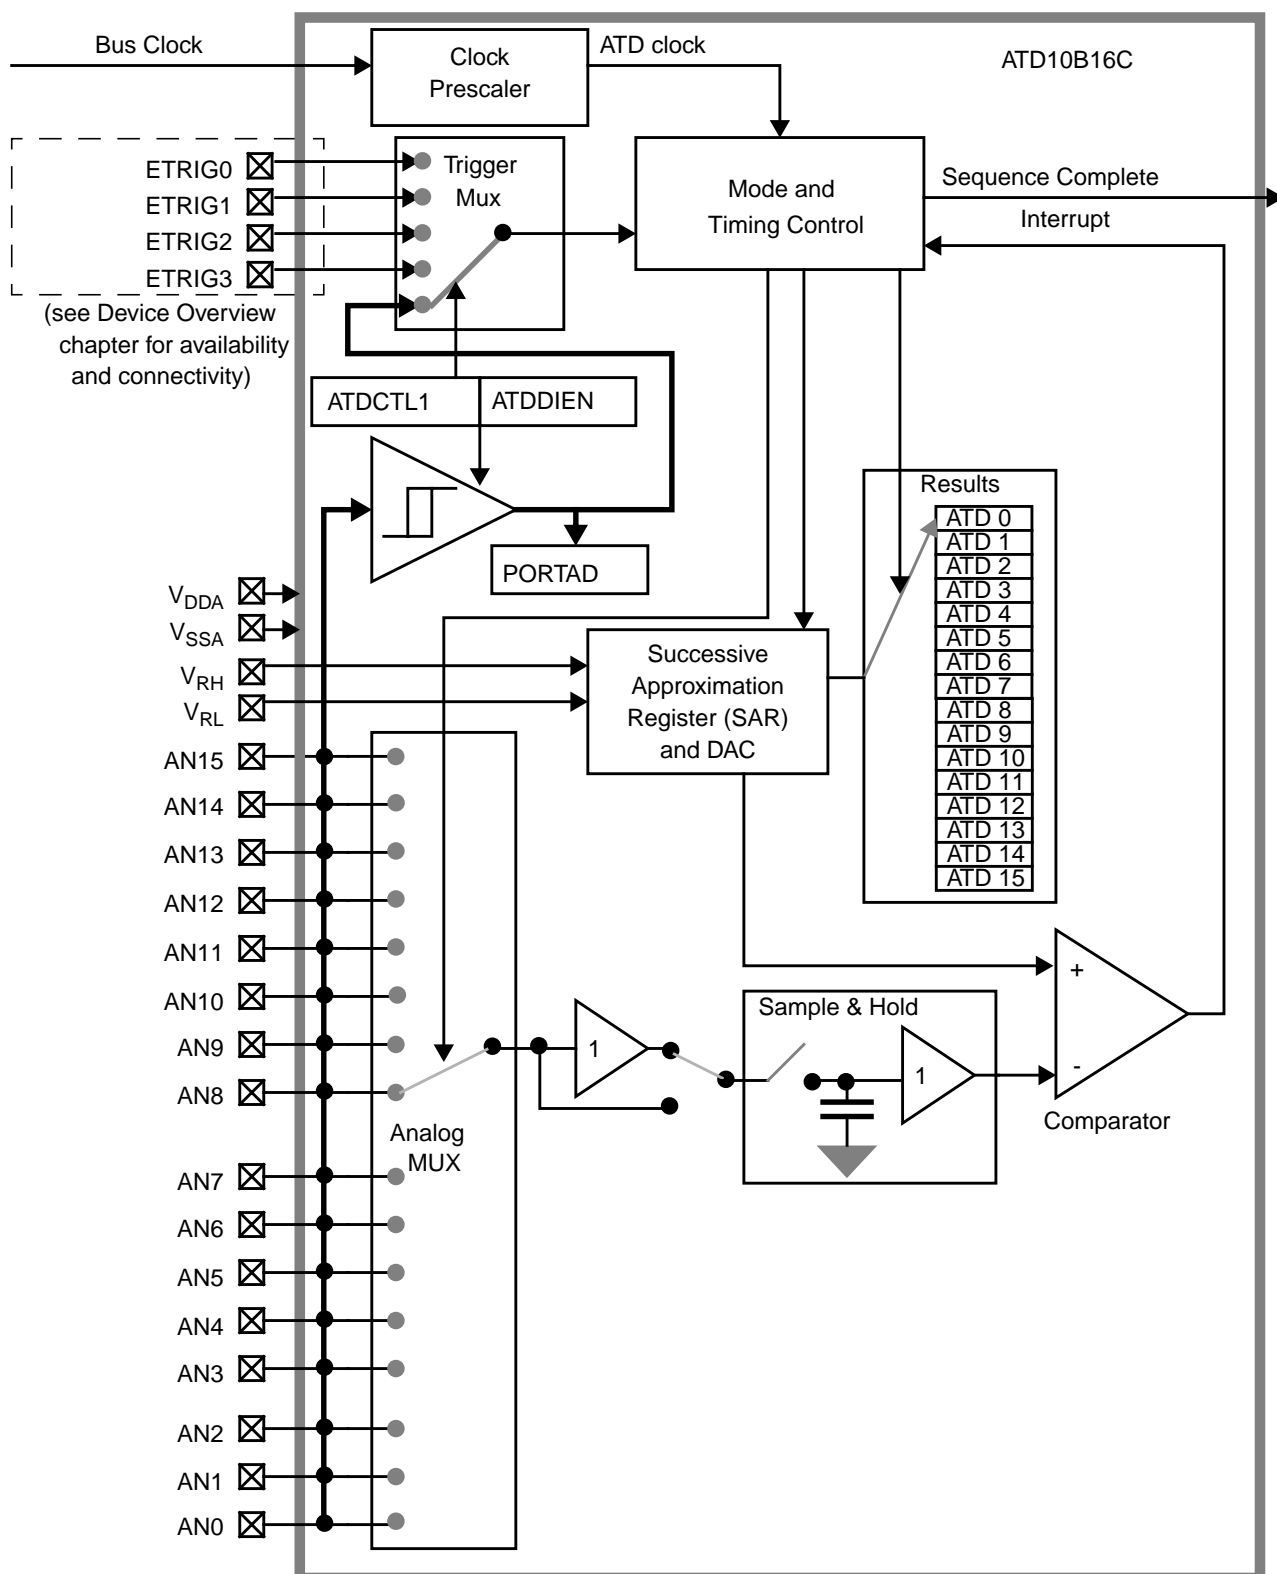 Bus Clock
Clock
Prescaler
ATD clock
ATD10B16C
ETRIG0
ETRIG1
ETRIG2
ETRIG3
(see Device Overview
chapter for availability
and connectivity)
Trigger
Mux
Mode and
Timing Control
Sequence Complete
Interrupt
ATDCTL1
ATDDIEN
PORTAD
Results
ATD 0
ATD 1
ATD 2
ATD 3
ATD 4
ATD 5
ATD 6
ATD 7
ATD 8
ATD 9
ATD 10
ATD 11
ATD 12
ATD 13
ATD 14
ATD 15
VDDA
VSSA
VRH
VRL
Successive
Approximation
Register (SAR)
and DAC
AN15
AN14
AN13
AN12
AN11
AN10
AN9
AN8
AN7
AN6
AN5
AN4
AN3
AN2
AN1
AN0
Analog
MUX
1
Sample & Hold
1
+
-
Comparator